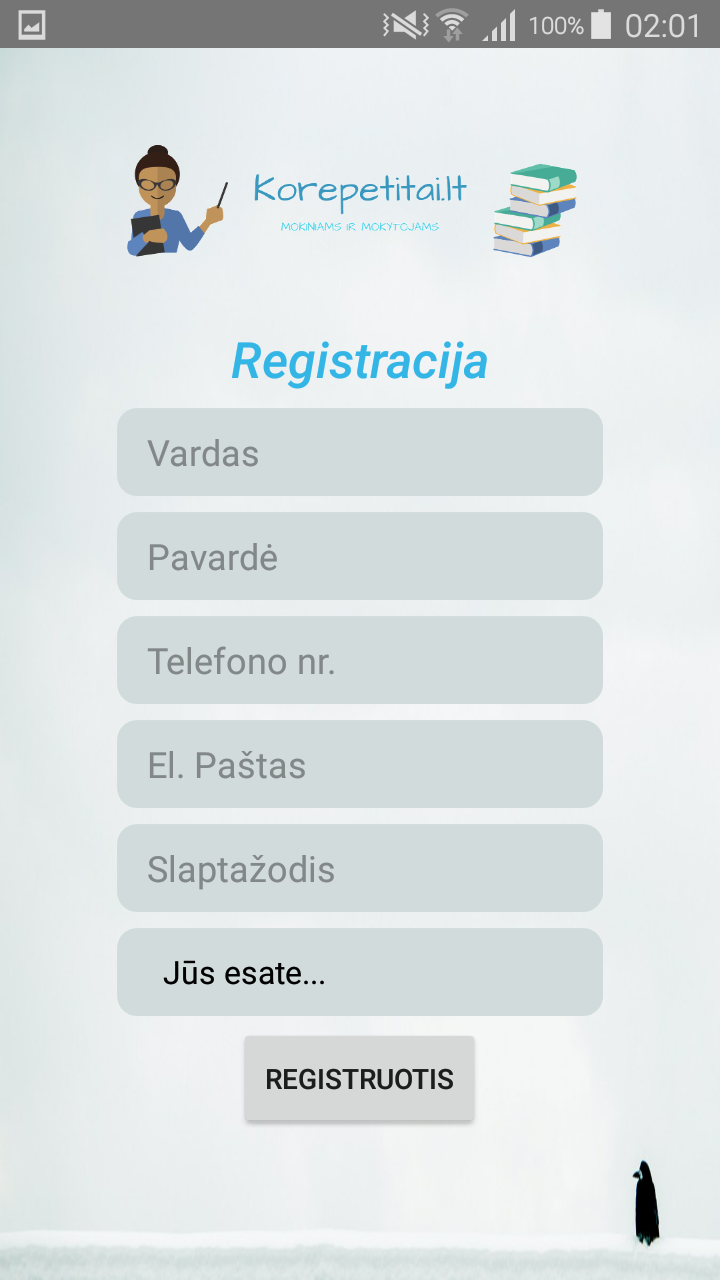 100% 02:01
Korepetitai.lt
MOKINIAMS IR MOKYTOJAMS
Registracija
Vardas
Pavardė
Telefono nr.
El. Paštas
Slaptažodis
Jūs esate...
REGISTRUOTIS